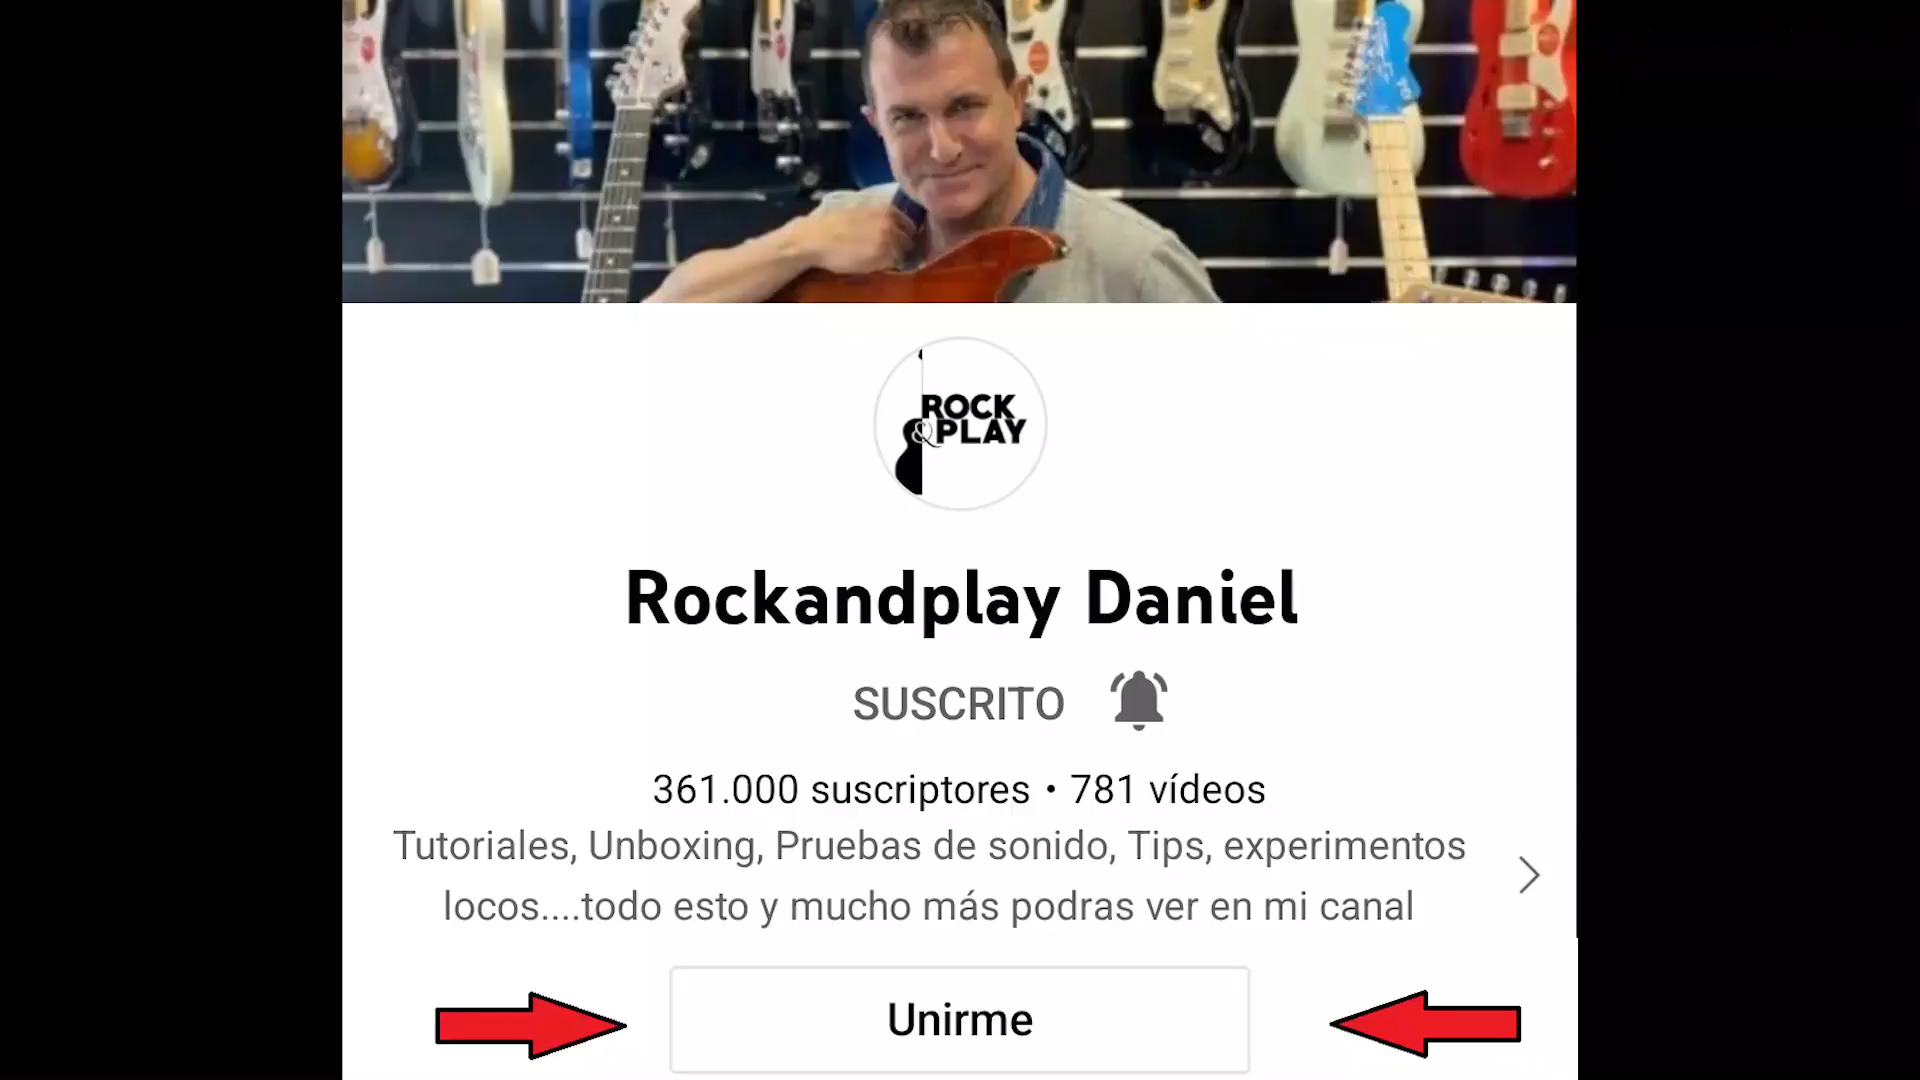 ROCK
& PLAY
Rockandplay Daniel
SUSCRITO
361.000 suscriptores • 781 vídeos
Tutoriales, Unboxing, Pruebas de sonido, Tips, experimentos
locos....todo esto y mucho más podras ver en mi canal
Unirme